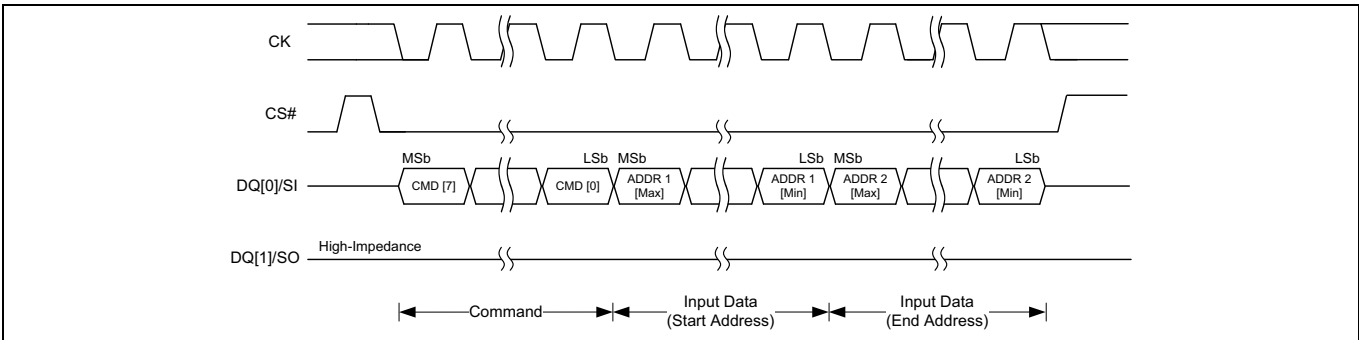 CK
CS#
MSb LSb MSb LSb MSb LSb
DQ[0]/SI CMD [7] CMD [0] ADDR 1 [Max] ADDR 1 [Min] ADDR 2 [Max] ADDR 2 [Min]
High-Impedance
DQ[1]/SO
Command Input Data (Start Address) Input Data (End Address)